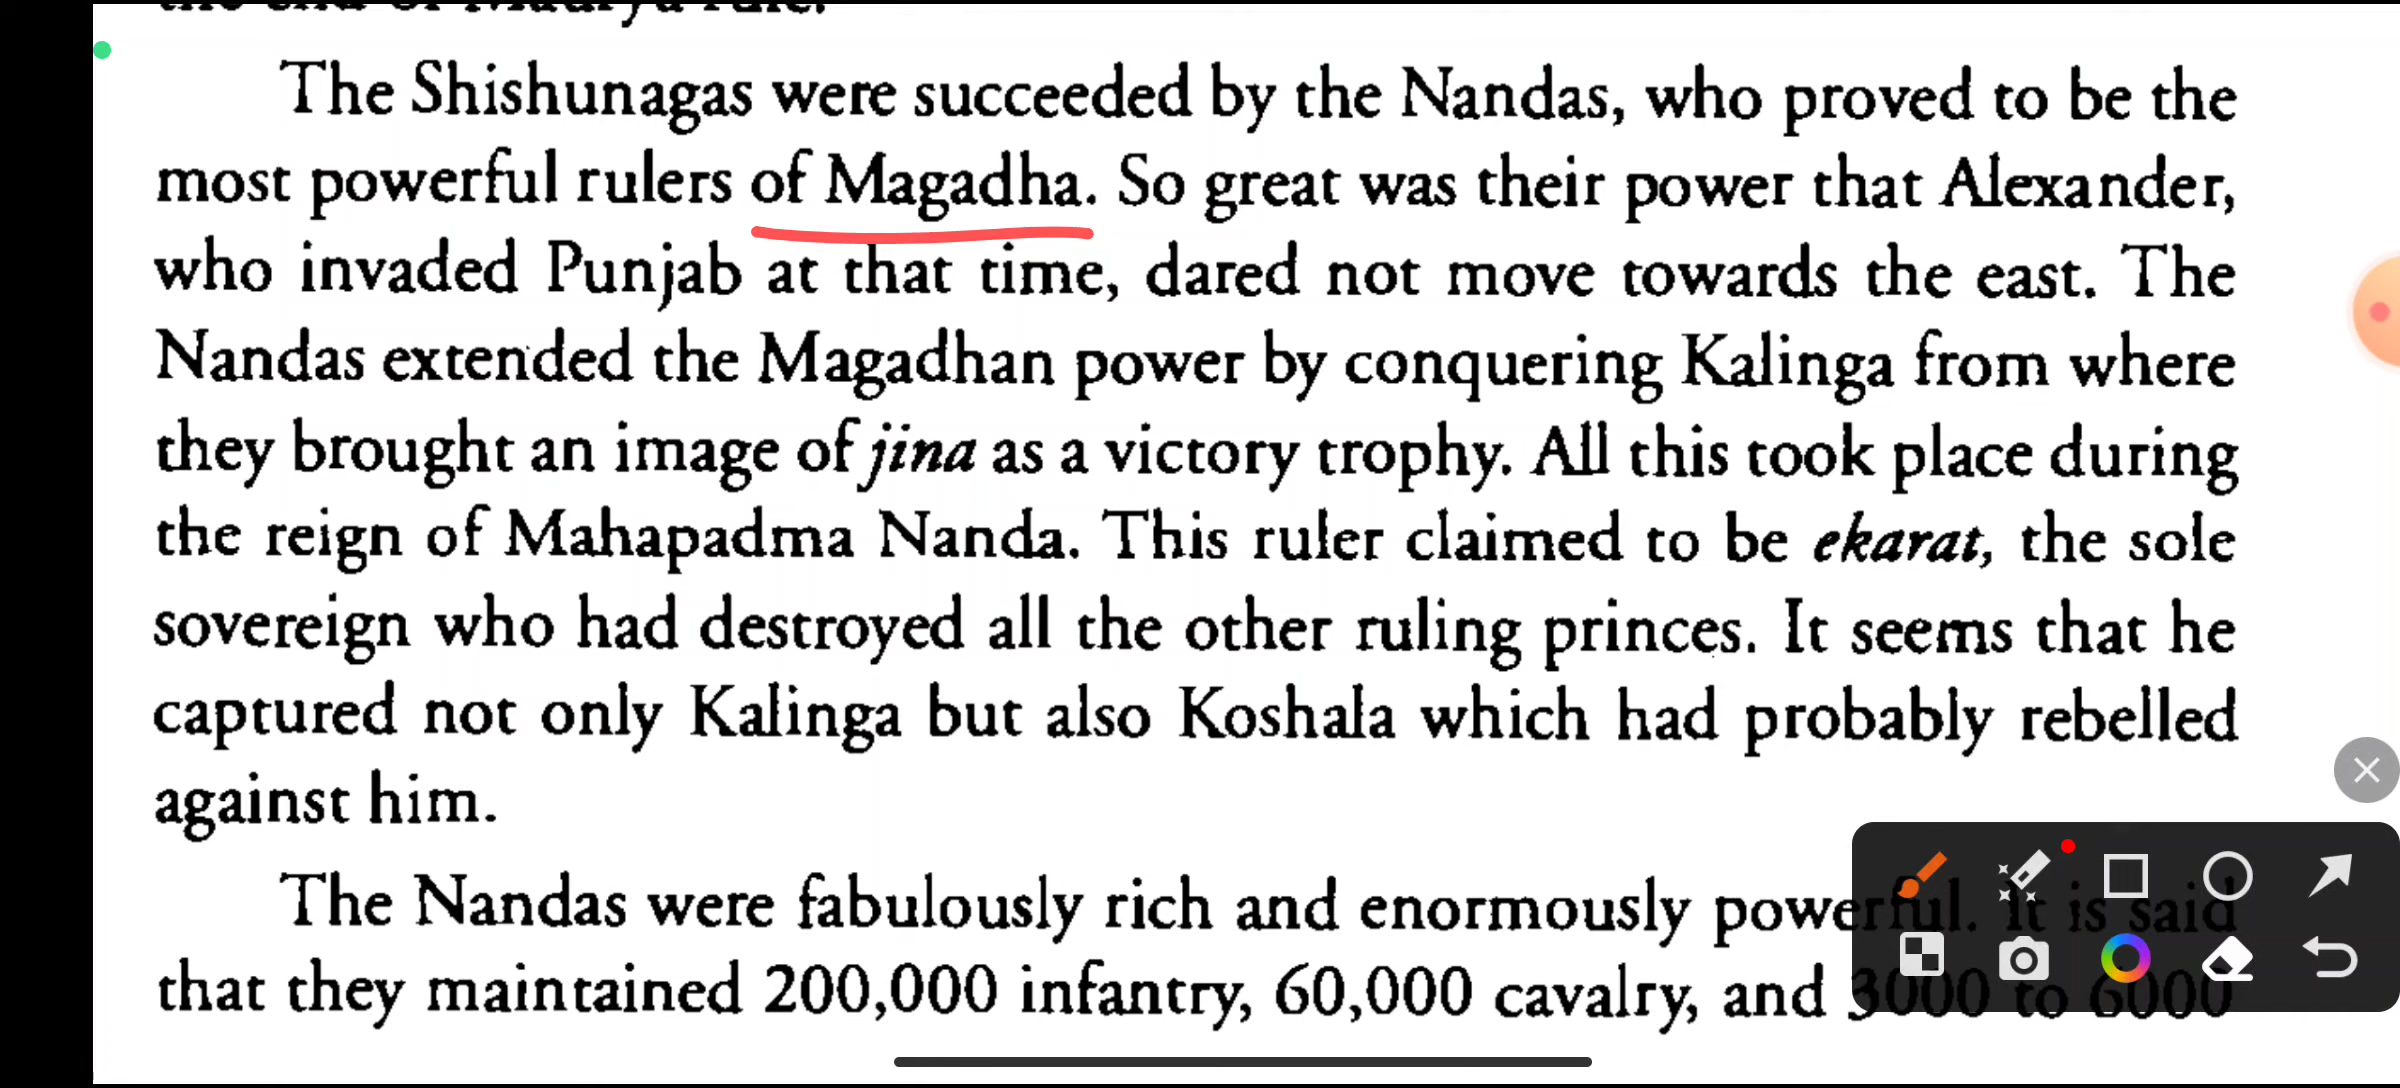 the end of Maurya rule.
The Shishunagas were succeeded by the Nandas, who proved to be the
most powerful rulers of Magadha. So great was their power that Alexander,
who invaded Punjab at that time, dared not move towards the east. The
Nandas extended the Magadhan power by conquering Kalinga from where
they brought an image of jina as a victory trophy. All this took place during
the reign of Mahapadma Nanda. This ruler claimed to be ekarat, the sole
sovereign who had destroyed all the other ruling princes. It seems that he
captured not only Kalinga but also Koshala which had probably rebelled
against him.
The Nandas were fabulously rich and enormously powerful. It is said
that they maintained 200,000 infantry, 60,000 cavalry, and 3000 to 6000